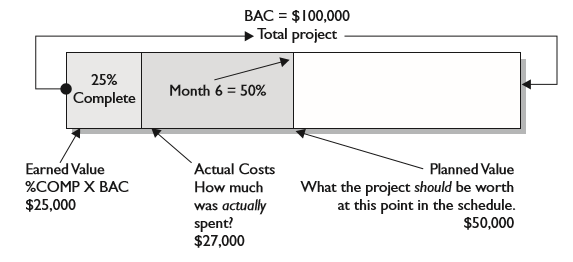 BAC = $100,000
Total project
25%
Complete
Month 6 = 50%
Earned Value
%COMP X BAC
$25,000
Actual Costs
How much
was actually
spent?
$27,000
Planned Value
What the project should be worth
at this point in the schedule.
$50,000